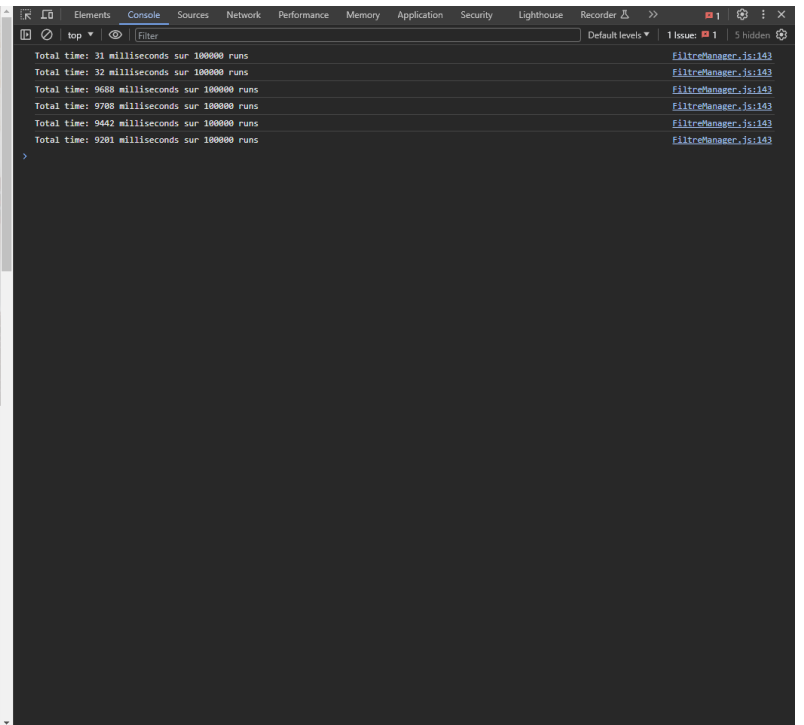 Elements Console Sources Network Performance Memory Application Security Lighthouse Recorder 1
top Filter Default levels 1 Issue: 1 5 hidden
Total time: 31 milliseconds sur 100000 runs FiltreManager.js:143
Total time: 32 milliseconds sur 100000 runs FiltreManager.js:143
Total time: 9688 milliseconds sur 100000 runs FiltreManager.js:143
Total time: 9708 milliseconds sur 100000 runs FiltreManager.js:143
Total time: 9442 milliseconds sur 100000 runs FiltreManager.js:143
Total time: 9201 milliseconds sur 100000 runs FiltreManager.js:143